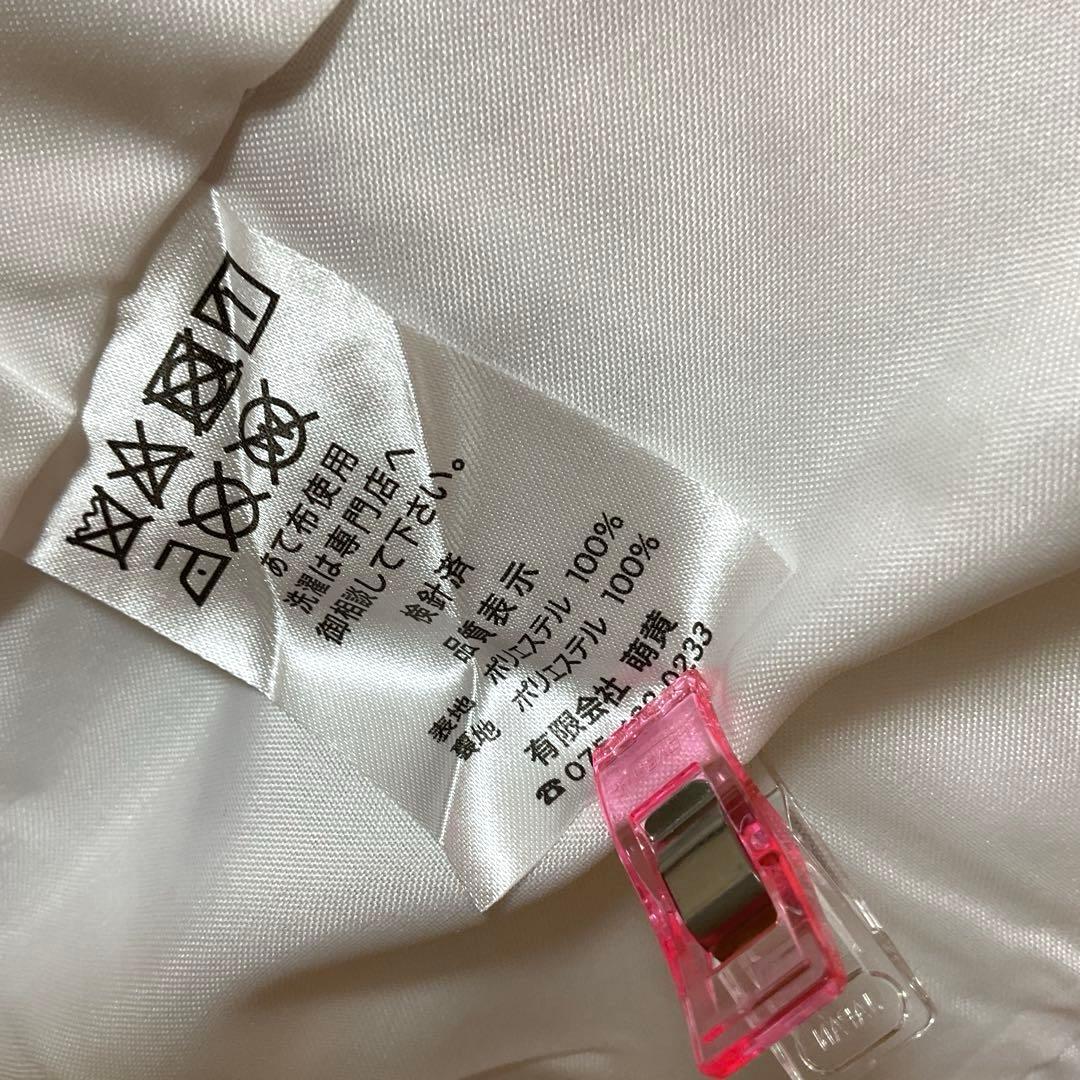 あて布使用
洗濯は専門店へ
御相談して下さい。
検針済
品質表示
表地 ポリエステル 100%
裏地 ポリエステル 100%
有限会社 萌黄
☎075 0233